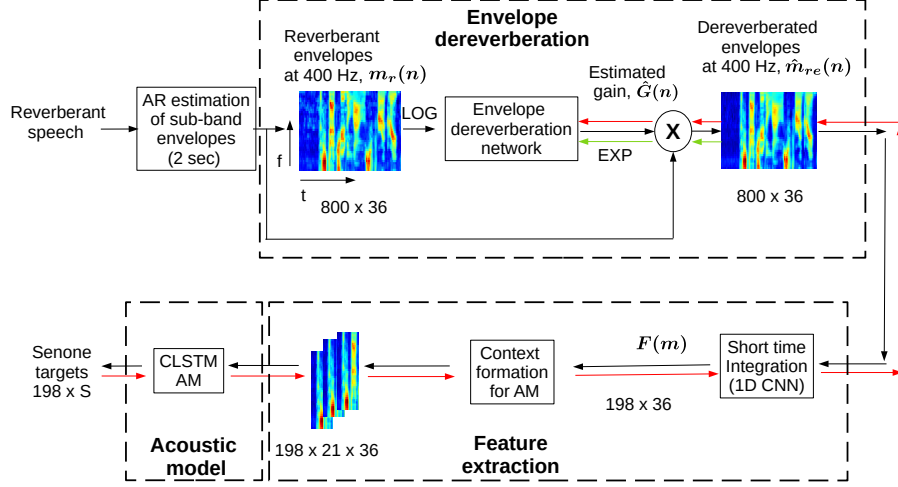 Envelope
dereverberation
Reverberant
envelopes
at 400 Hz, m_r(n)
Dereverberated
envelopes
at 400 Hz, m̂_re(n)
Estimated
gain, Ĝ(n)
Reverberant
speech
AR estimation
of sub-band
envelopes
(2 sec)
f
t
800 x 36
LOG
Envelope
dereverberation
network
EXP
X
800 x 36
Senone
targets
198 x S
CLSTM
AM
198 x 21 x 36
Context
formation
for AM
F(m)
198 x 36
Short time
Integration
(1D CNN)
Acoustic
model
Feature
extraction